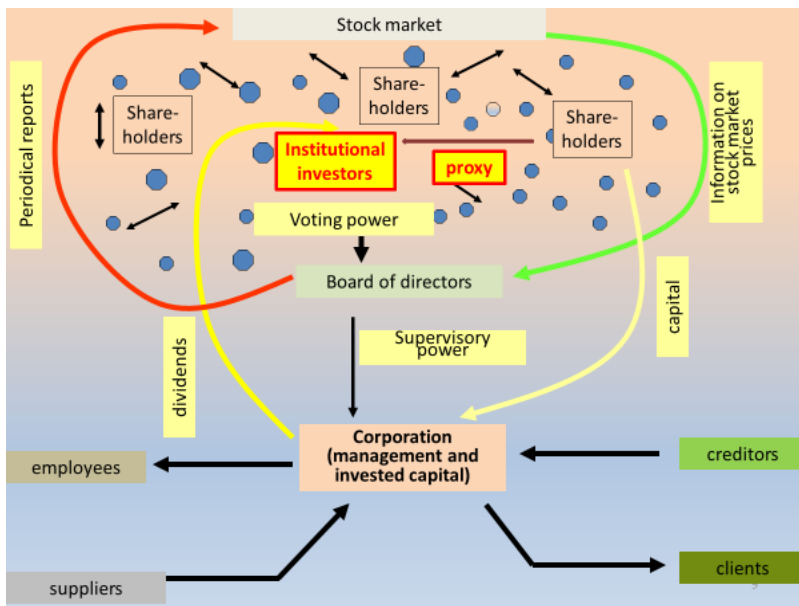 Stock market
Periodical reports
Share-
holders
Share-
holders
Share-
holders
Information on
stock market
prices
Institutional
investors
proxy
Voting power
Board of directors
capital
dividends
Supervisory
power
Corporation
(management and
invested capital)
employees
creditors
suppliers
clients
9